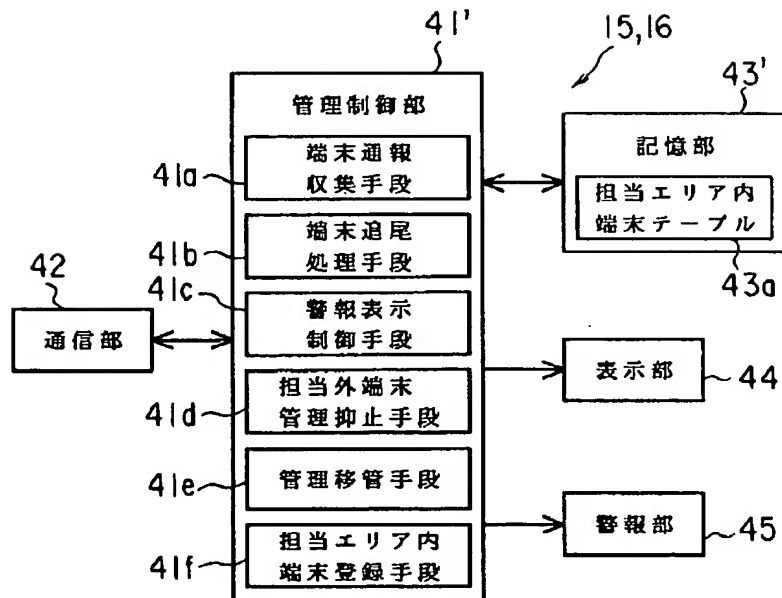 41'
15,16
管理制御部
43'
記憶部
41a
端末通報
収集手段
担当エリア内
端末テーブル
43a
41b
端末追尾
処理手段
42
通信部
41c
警報表示
制御手段
表示部
44
41d
担当外端末
管理抑止手段
41e
管理移管手段
警報部
45
41f
担当エリア内
端末登録手段